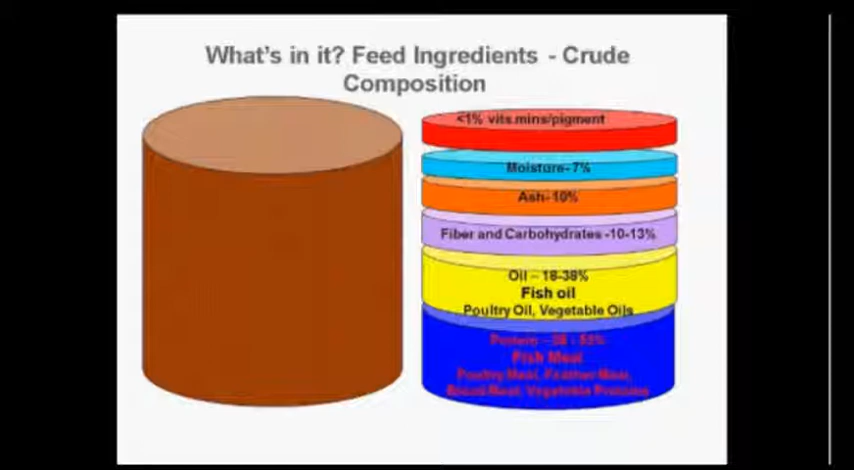 What's in it? Feed Ingredients - Crude
Composition
<1% vits.mins/pigment
Moisture- 7%
Ash- 10%
Fiber and Carbohydrates -10-13%
Oil – 18-38%
Fish oil
Poultry Oil, Vegetable Oils
Protein –
Fish Meal
Poultry Meal, Feather Meal,
Blood Meal, Vegetable Proteins